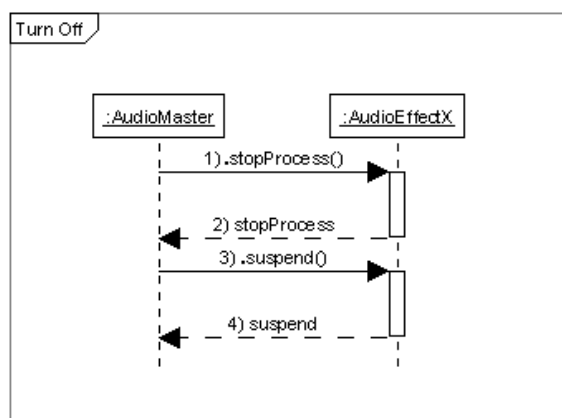 Turn Off
:AudioMaster
:AudioEffectX
1) .stopProcess()
2) stopProcess
3) .suspend()
4) suspend